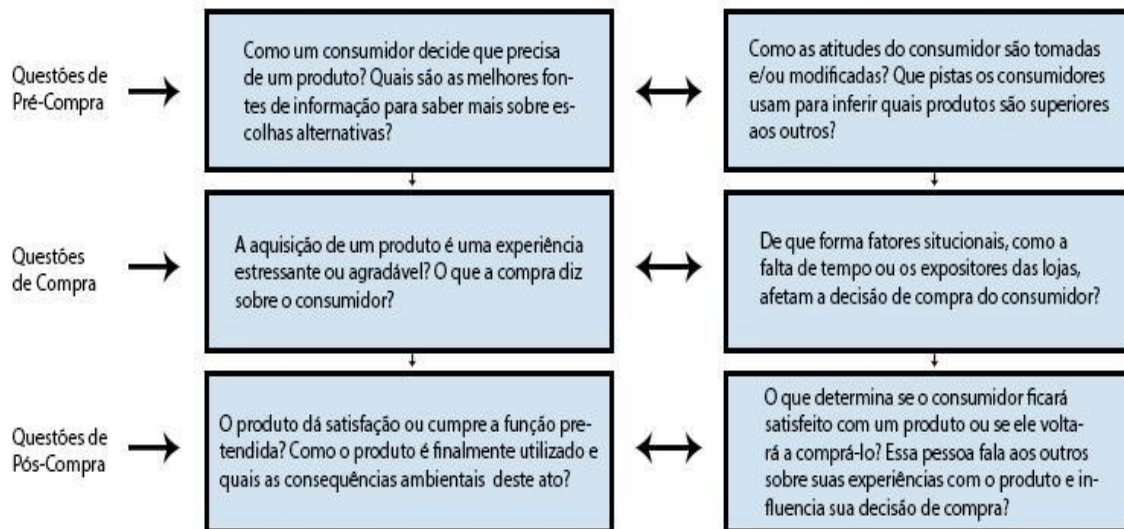 Questões de
Pré-Compra
Como um consumidor decide que precisa
de um produto? Quais são as melhores fon-
tes de informação para saber mais sobre es-
colhas alternativas?
Como as atitudes do consumidor são tomadas
e/ou modificadas? Que pistas os consumidores
usam para inferir quais produtos são superiores
aos outros?
Questões
de Compra
A aquisição de um produto é uma experiência
estressante ou agradável? O que a compra diz
sobre o consumidor?
De que forma fatores situcionais, como a
falta de tempo ou os expositores das lojas,
afetam a decisão de compra do consumidor?
Questões de
Pós-Compra
O produto dá satisfação ou cumpre a função pre-
tendida? Como o produto é finalmente utilizado e
quais as consequências ambientais deste ato?
O que determina se o consumidor ficará
satisfeito com um produto ou se ele volta-
rá a comprá-lo? Essa pessoa fala aos outros
sobre suas experiências com o produto e in-
fluencia sua decisão de compra?